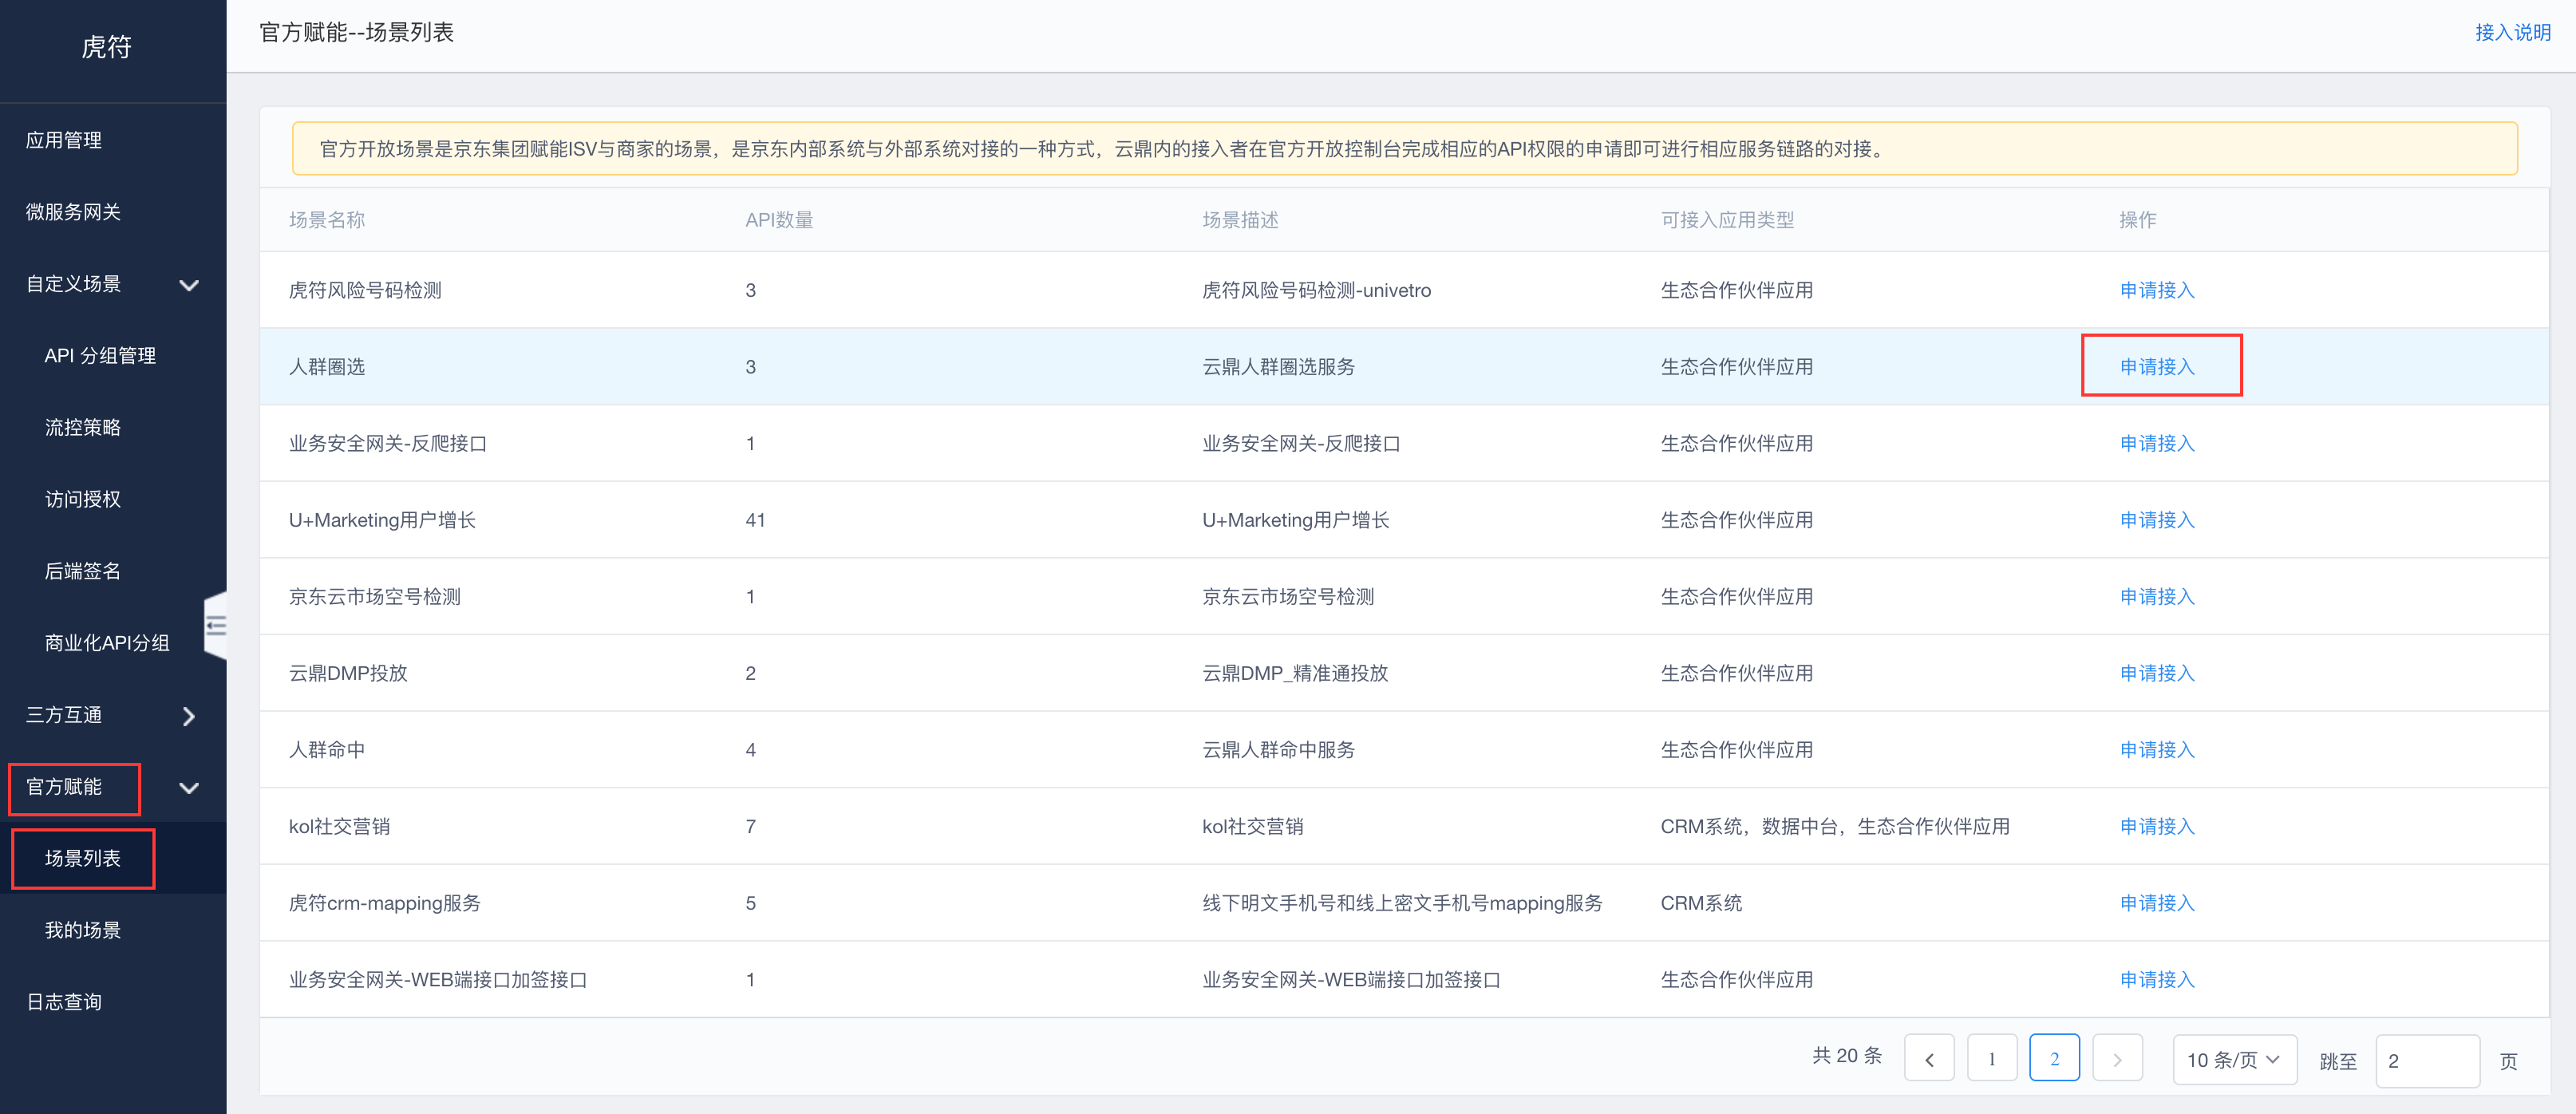 虎符
应用管理
微服务网关
自定义场景
API 分组管理
流控策略
访问授权
后端签名
商业化API分组
三方互通
官方赋能
场景列表
我的场景
日志查询
官方赋能--场景列表
接入说明
官方开放场景是京东集团赋能ISV与商家的场景，是京东内部系统与外部系统对接的一种方式，云鼎内的接入者在官方开放控制台完成相应的API权限的申请即可进行相应服务链路的对接。
场景名称 API数量 场景描述 可接入应用类型 操作
虎符风险号码检测 3 虎符风险号码检测-univetro 生态合作伙伴应用 申请接入
人群圈选 3 云鼎人群圈选服务 生态合作伙伴应用 申请接入
业务安全网关-反爬接口 1 业务安全网关-反爬接口 生态合作伙伴应用 申请接入
U+Marketing用户增长 41 U+Marketing用户增长 生态合作伙伴应用 申请接入
京东云市场空号检测 1 京东云市场空号检测 生态合作伙伴应用 申请接入
云鼎DMP投放 2 云鼎DMP_精准通投放 生态合作伙伴应用 申请接入
人群命中 4 云鼎人群命中服务 生态合作伙伴应用 申请接入
kol社交营销 7 kol社交营销 CRM系统，数据中台，生态合作伙伴应用 申请接入
虎符crm-mapping服务 5 线下明文手机号和线上密文手机号mapping服务 CRM系统 申请接入
业务安全网关-WEB端接口加签接口 1 业务安全网关-WEB端接口加签接口 生态合作伙伴应用 申请接入
共 20 条 1 2 10 条/页 跳至 2 页